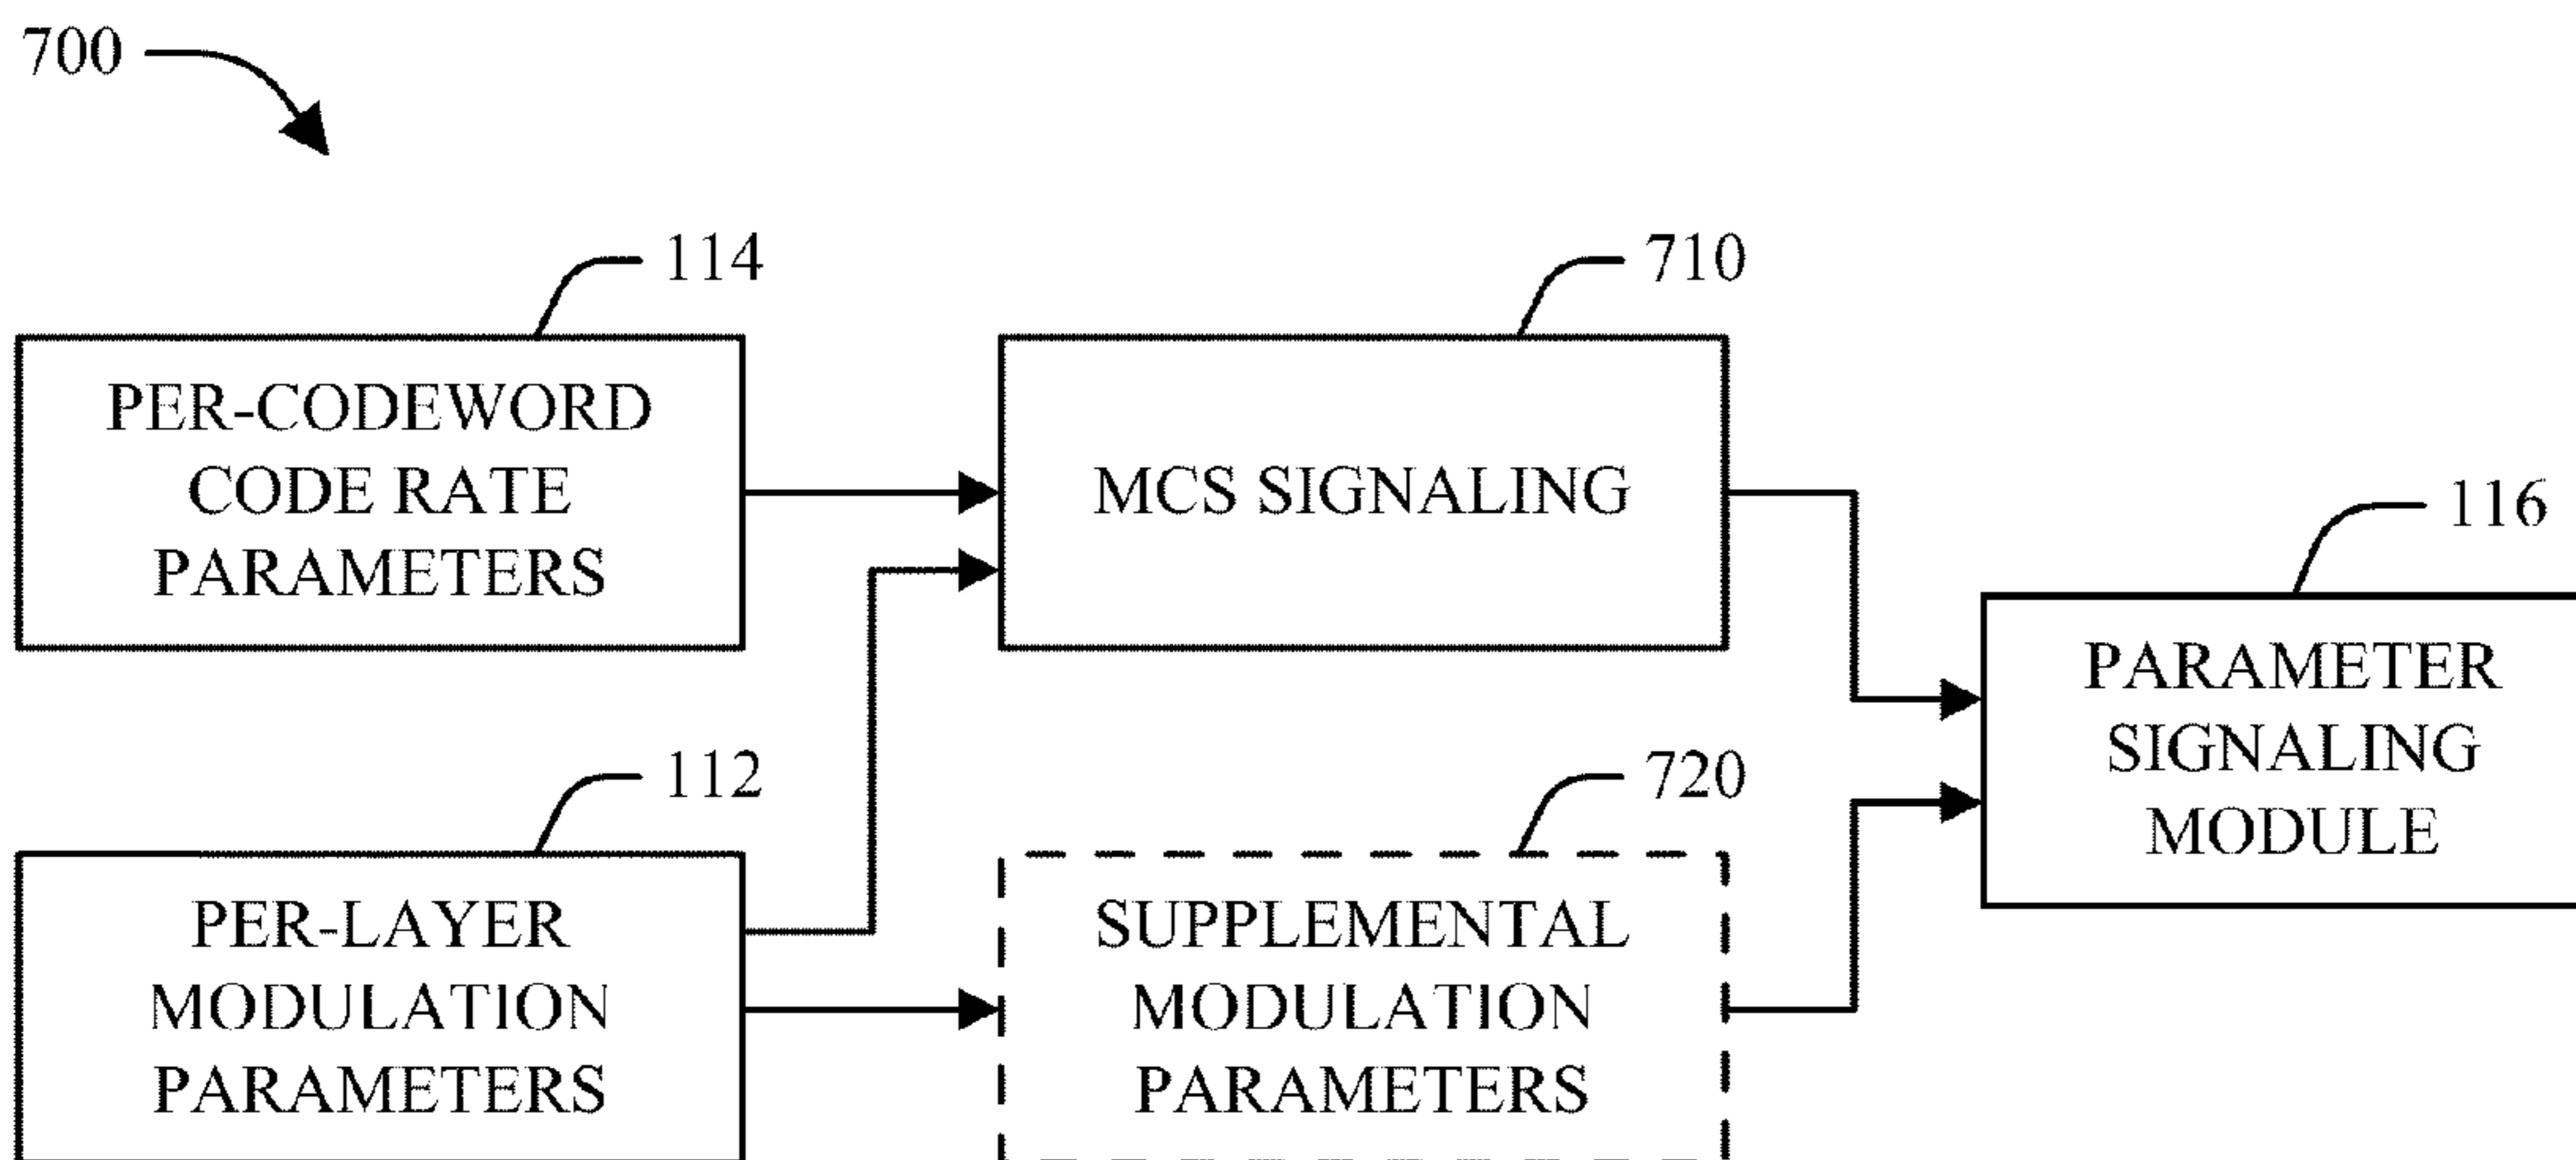 700
114
PER-CODEWORD
CODE RATE
PARAMETERS
710
MCS SIGNALING
116
PARAMETER
SIGNALING
MODULE
112
PER-LAYER
MODULATION
PARAMETERS
720
SUPPLEMENTAL
MODULATION
PARAMETERS